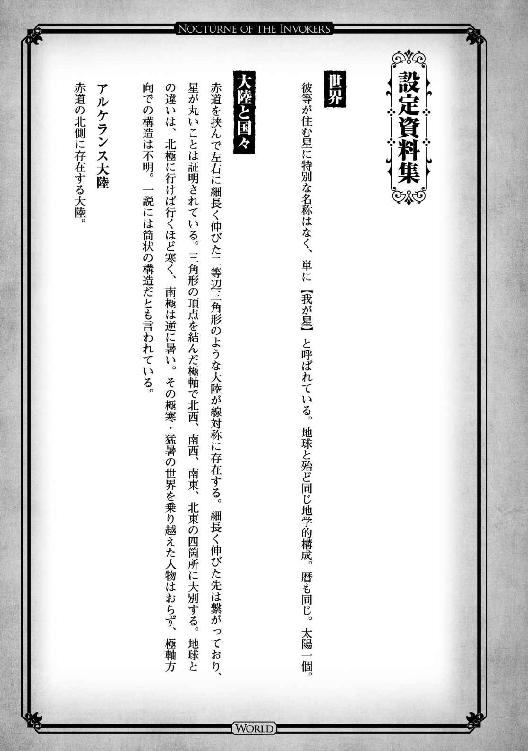 NOCTURNE OF THE INVOKERS
設定資料集
世界
彼等が住む星に特別な名称はなく、単に【我が星】と呼ばれている。地球と殆ど同じ地学的構成。暦も同じ。太陽一個。
大陸と国々
赤道を挟んで左右に細長く伸びた二等辺三角形のような大陸が線対称に存在する。細長く伸びた先は繋がっており、
星が丸いことは証明されている。三角形の頂点を結んだ極軸で北西、南西、南東、北東の四箇所に大別する。地球と
の違いは、北極に行けば行くほど寒く、南極は逆に暑い。その極寒・猛暑の世界を乗り越えた人物はおらず、極軸方
向での構造は不明。一説には筒状の構造だとも言われている。
アルケランス大陸
赤道の北側に存在する大陸。
WORLD